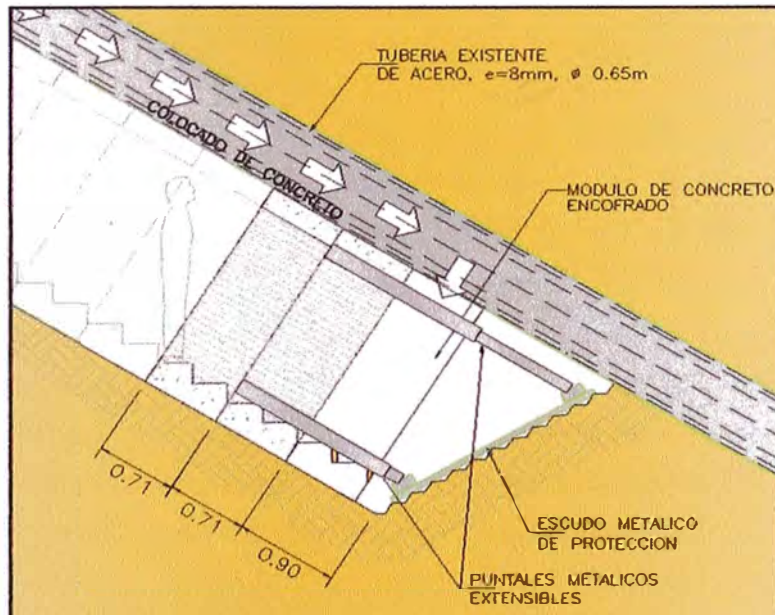 TUBERIA EXISTENTE
DE ACERO, e=8mm, ø 0.65m
COLOCADO DE CONCRETO
MODULO DE CONCRETO
ENCOFRADO
0.71
0.71
0.90
ESCUDO METALICO
DE PROTECCION
PUNTALES METALICOS
EXTENSIBLES